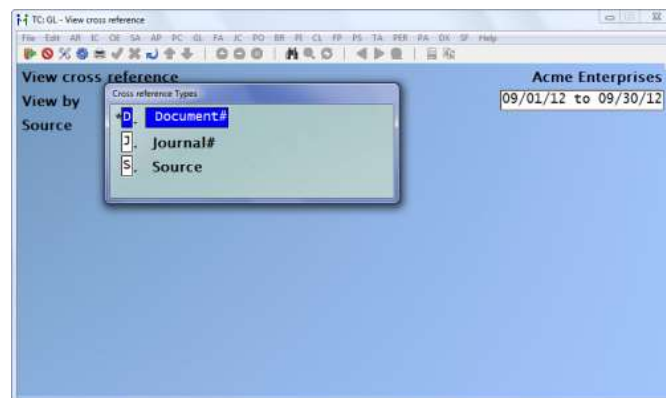 TC: GL - View cross reference
File Edit AR IC OE SA AP PC GL FA JC PO BR PI CL FP PS TA PER PA DX SF Help
View cross reference
Acme Enterprises
View by
09/01/12 to 09/30/12
Source
Cross reference Types
*D. Document#
J. Journal#
S. Source